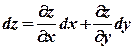 dz = ∂z/∂x dx + ∂z/∂y dy